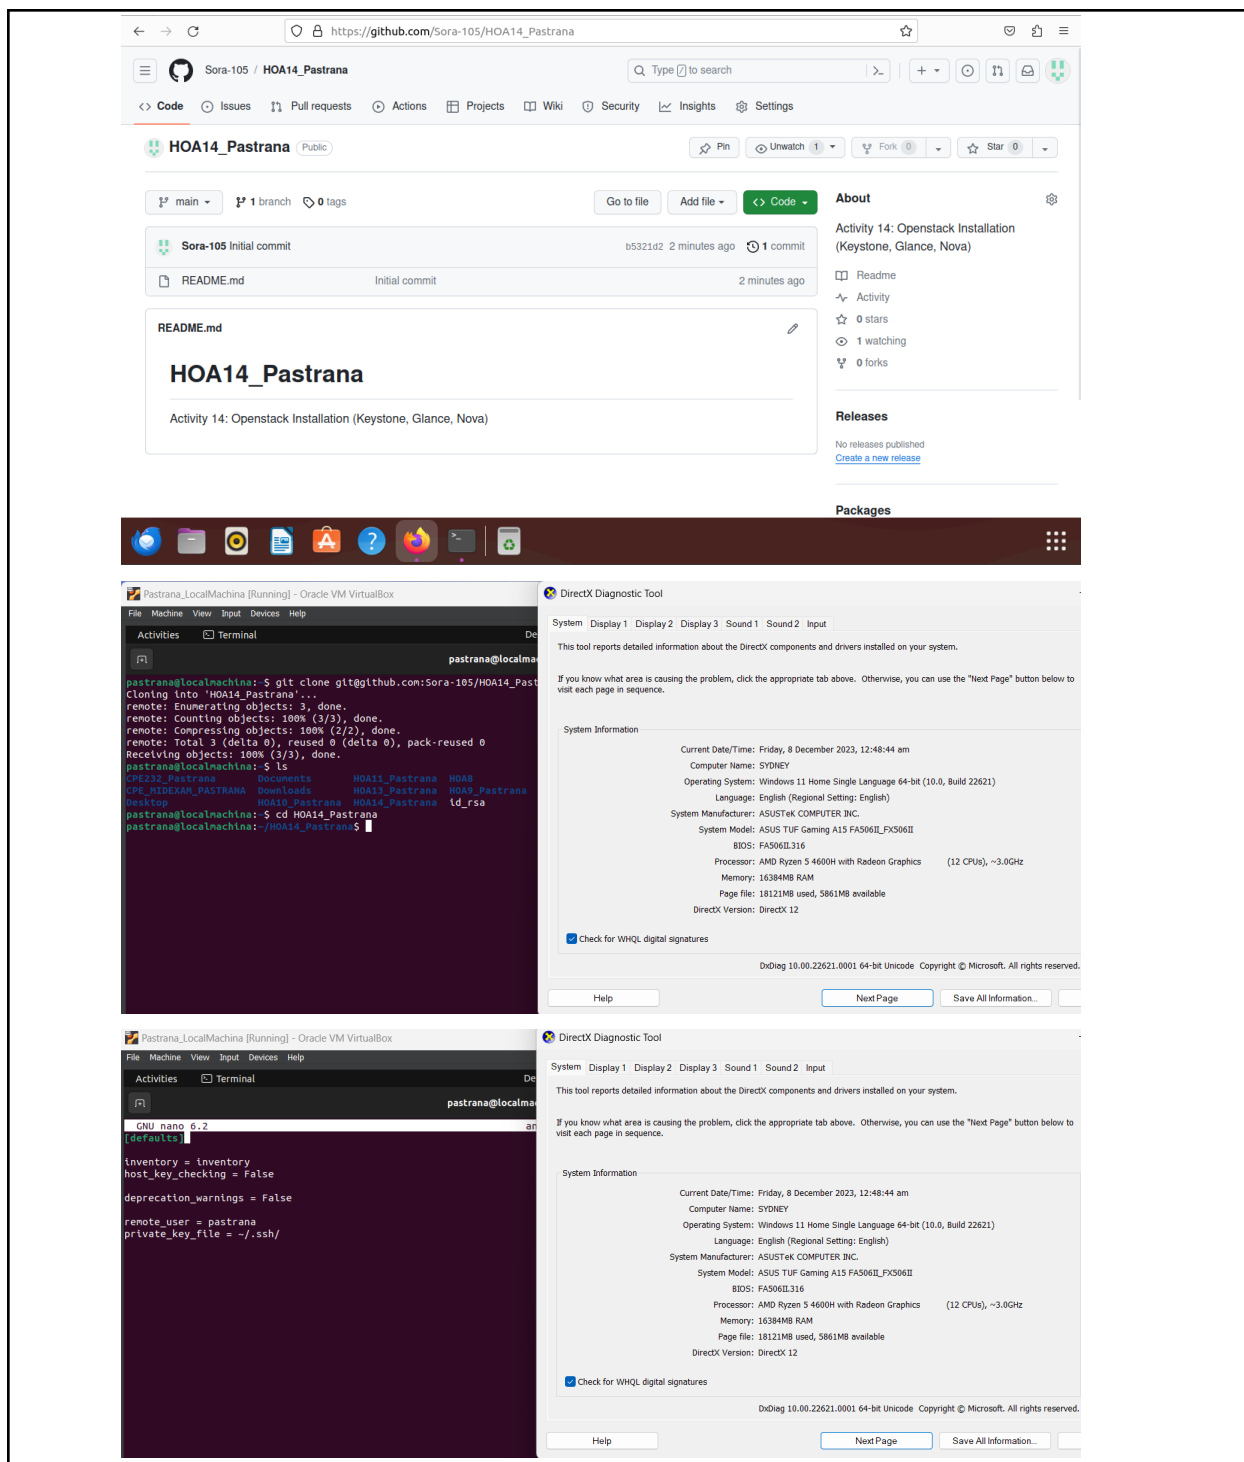 https://github.com/Sora-105/HOA14_Pastrana
Sora-105 / HOA14_Pastrana
Type / to search
Code Issues Pull requests Actions Projects Wiki Security Insights Settings
HOA14_Pastrana Public
Pin Unwatch 1 Fork 0 Star 0
main 1 branch 0 tags Go to file Add file Code
Sora-105 Initial commit b5321d2 2 minutes ago 1 commit
README.md Initial commit 2 minutes ago
README.md
HOA14_Pastrana
Activity 14: Openstack Installation (Keystone, Glance, Nova)
About
Activity 14: Openstack Installation
(Keystone, Glance, Nova)
Readme
Activity
0 stars
1 watching
0 forks
Releases
No releases published
Create a new release
Packages
Pastrana_LocalMachina [Running] - Oracle VM VirtualBox
File Machine View Input Devices Help
Activities Terminal De
pastrana@localma
pastrana@localmachina:~$ git clone git@github.com:Sora-105/HOA14_Past
Cloning into 'HOA14_Pastrana'...
remote: Enumerating objects: 3, done.
remote: Counting objects: 100% (3/3), done.
remote: Compressing objects: 100% (2/2), done.
remote: Total 3 (delta 0), reused 0 (delta 0), pack-reused 0
Receiving objects: 100% (3/3), done.
pastrana@localmachina:~$ ls
CPE232_Pastrana Documents HOA11_Pastrana HOA8
CPE_MIDEXAM_PASTRANA Downloads HOA13_Pastrana HOA9_Pastrana
Desktop HOA10_Pastrana HOA14_Pastrana id_rsa
pastrana@localmachina:~$ cd HOA14_Pastrana
pastrana@localmachina:~/HOA14_Pastrana$
DirectX Diagnostic Tool
System Display 1 Display 2 Display 3 Sound 1 Sound 2 Input
This tool reports detailed information about the DirectX components and drivers installed on your system.
If you know what area is causing the problem, click the appropriate tab above. Otherwise, you can use the "Next Page" button below to
visit each page in sequence.
System Information
Current Date/Time: Friday, 8 December 2023, 12:48:44 am
Computer Name: SYDNEY
Operating System: Windows 11 Home Single Language 64-bit (10.0, Build 22621)
Language: English (Regional Setting: English)
System Manufacturer: ASUSTeK COMPUTER INC.
System Model: ASUS TUF Gaming A15 FA506II_FX506II
BIOS: FA506II.316
Processor: AMD Ryzen 5 4600H with Radeon Graphics (12 CPUs), ~3.0GHz
Memory: 16384MB RAM
Page file: 18121MB used, 5861MB available
DirectX Version: DirectX 12
Check for WHQL digital signatures
DxDiag 10.00.22621.0001 64-bit Unicode Copyright © Microsoft. All rights reserved.
Help Next Page Save All Information...
Pastrana_LocalMachina [Running] - Oracle VM VirtualBox
File Machine View Input Devices Help
Activities Terminal De
pastrana@localma
GNU nano 6.2 an
[defaults]
inventory = inventory
host_key_checking = False
deprecation_warnings = False
remote_user = pastrana
private_key_file = ~/.ssh/
DirectX Diagnostic Tool
System Display 1 Display 2 Display 3 Sound 1 Sound 2 Input
This tool reports detailed information about the DirectX components and drivers installed on your system.
If you know what area is causing the problem, click the appropriate tab above. Otherwise, you can use the "Next Page" button below to
visit each page in sequence.
System Information
Current Date/Time: Friday, 8 December 2023, 12:48:44 am
Computer Name: SYDNEY
Operating System: Windows 11 Home Single Language 64-bit (10.0, Build 22621)
Language: English (Regional Setting: English)
System Manufacturer: ASUSTeK COMPUTER INC.
System Model: ASUS TUF Gaming A15 FA506II_FX506II
BIOS: FA506II.316
Processor: AMD Ryzen 5 4600H with Radeon Graphics (12 CPUs), ~3.0GHz
Memory: 16384MB RAM
Page file: 18121MB used, 5861MB available
DirectX Version: DirectX 12
Check for WHQL digital signatures
DxDiag 10.00.22621.0001 64-bit Unicode Copyright © Microsoft. All rights reserved.
Help Next Page Save All Information...